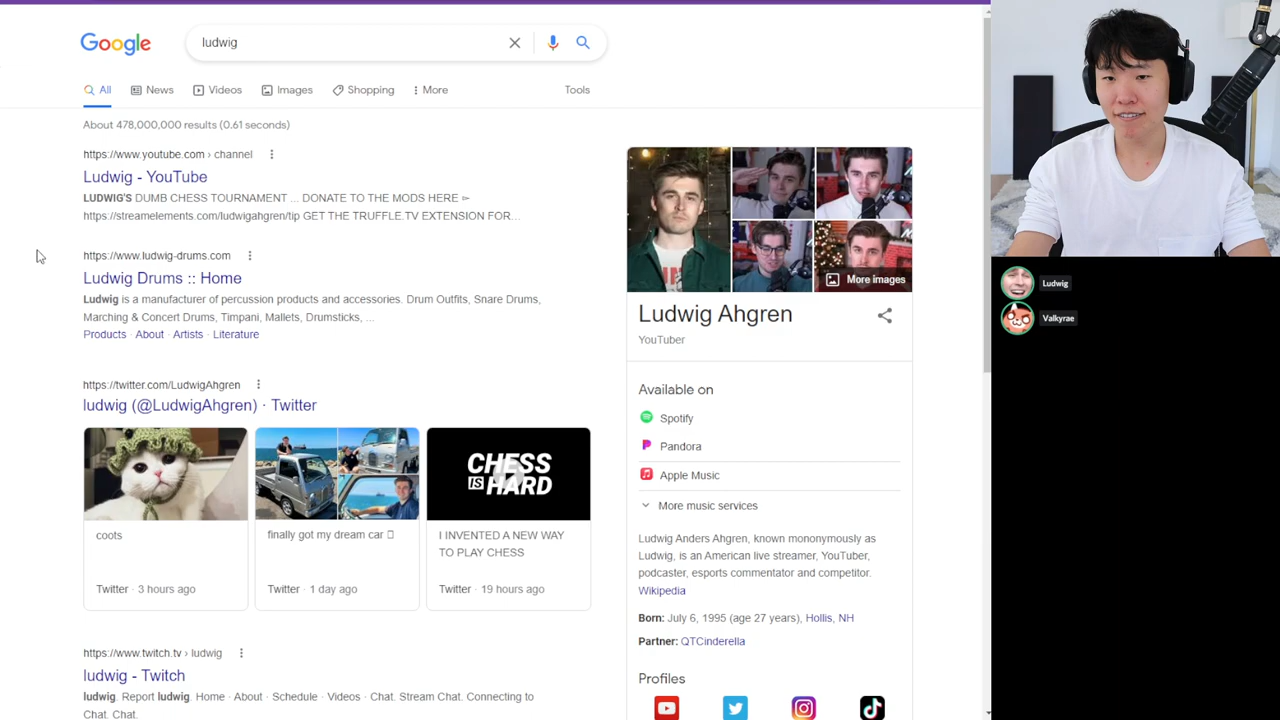 Google
ludwig
All
News
Videos
Images
Shopping
More
Tools
About 478,000,000 results (0.61 seconds)
https://www.youtube.com › channel
Ludwig - YouTube
LUDWIG'S DUMB CHESS TOURNAMENT ... DONATE TO THE MODS HERE ➣
https://streamelements.com/ludwigahgren/tip GET THE TRUFFLE.TV EXTENSION FOR...
https://www.ludwig-drums.com
Ludwig Drums :: Home
Ludwig is a manufacturer of percussion products and accessories. Drum Outfits, Snare Drums,
Marching & Concert Drums, Timpani, Mallets, Drumsticks, ...
Products · About · Artists · Literature
https://twitter.com/LudwigAhgren
ludwig (@LudwigAhgren) · Twitter
coots
Twitter · 3 hours ago
finally got my dream car
Twitter · 1 day ago
CHESS
IS HARD
I INVENTED A NEW WAY
TO PLAY CHESS
Twitter · 19 hours ago
https://www.twitch.tv › ludwig
ludwig - Twitch
ludwig. Report ludwig. Home · About · Schedule · Videos · Chat. Stream Chat. Connecting to
Chat. Chat.
More images
Ludwig Ahgren
YouTuber
Available on
Spotify
Pandora
Apple Music
More music services
Ludwig Anders Ahgren, known mononymously as
Ludwig, is an American live streamer, YouTuber,
podcaster, esports commentator and competitor.
Wikipedia
Born: July 6, 1995 (age 27 years), Hollis, NH
Partner: QTCinderella
Profiles
Ludwig
Valkyrae